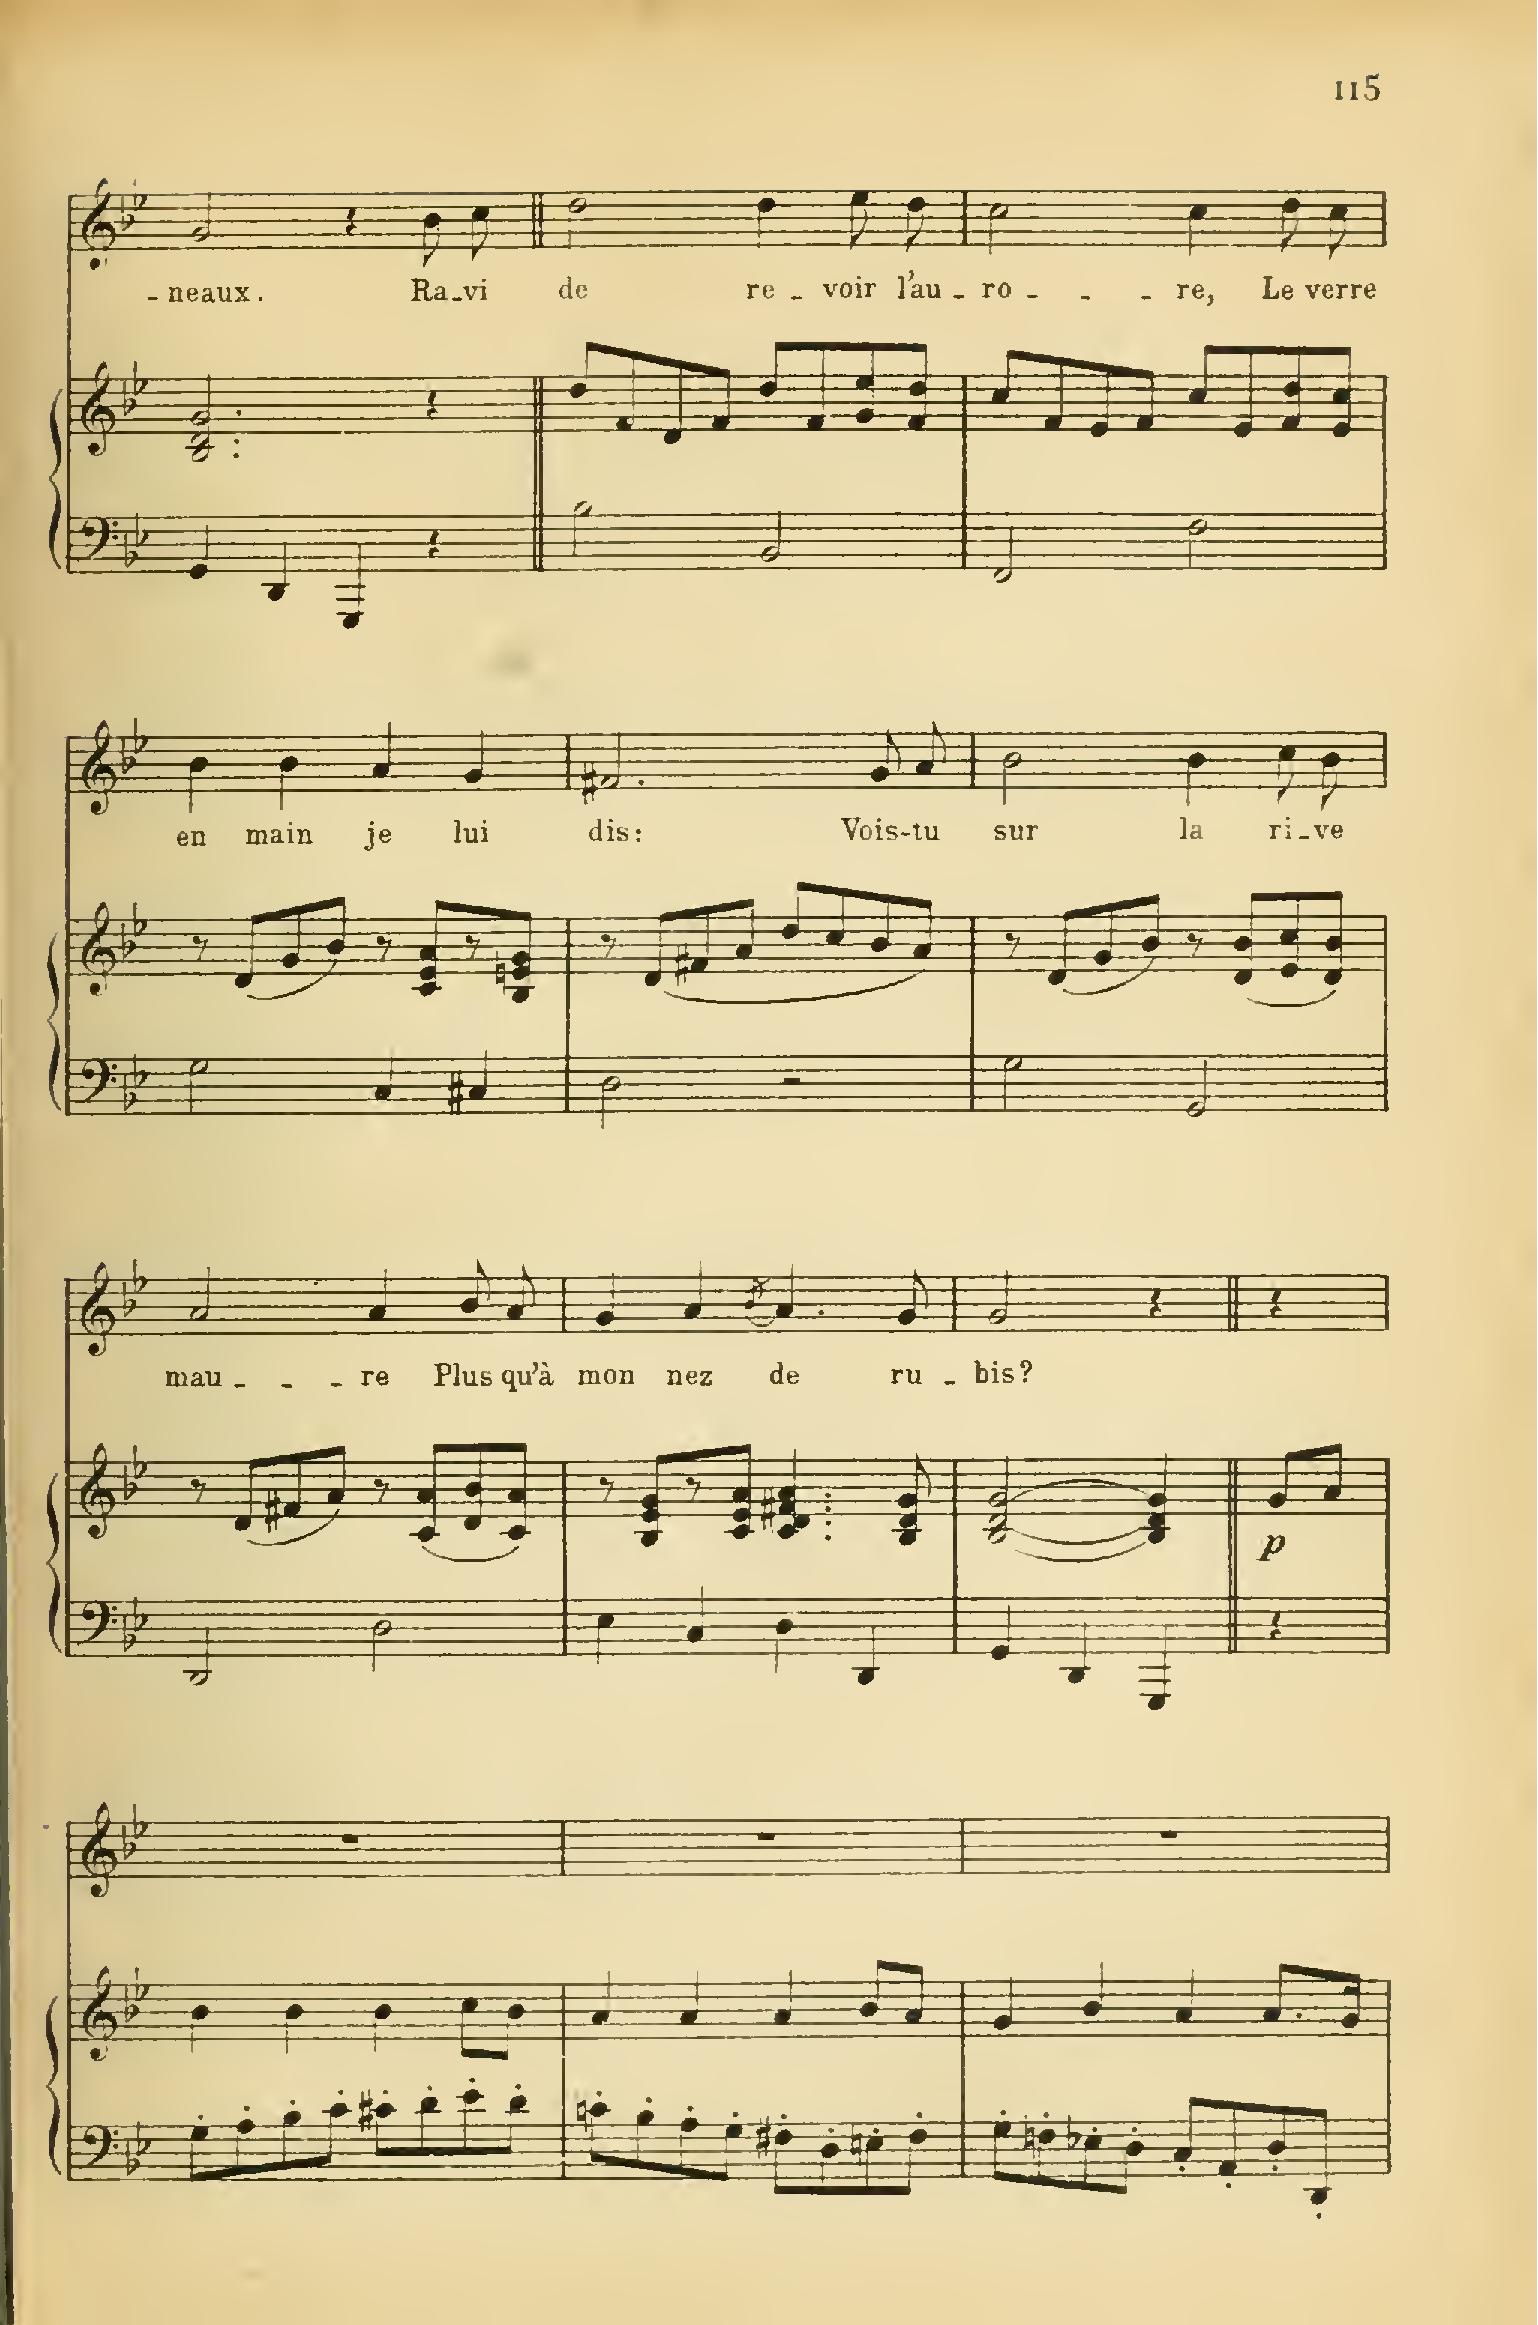 115
- neaux. Ra-vi de re - voir l'au - ro - - - re, Le verre
en main je lui dis: Vois-tu sur la ri-ve
mau - - - re Plus qu'à mon nez de ru - bis?
p